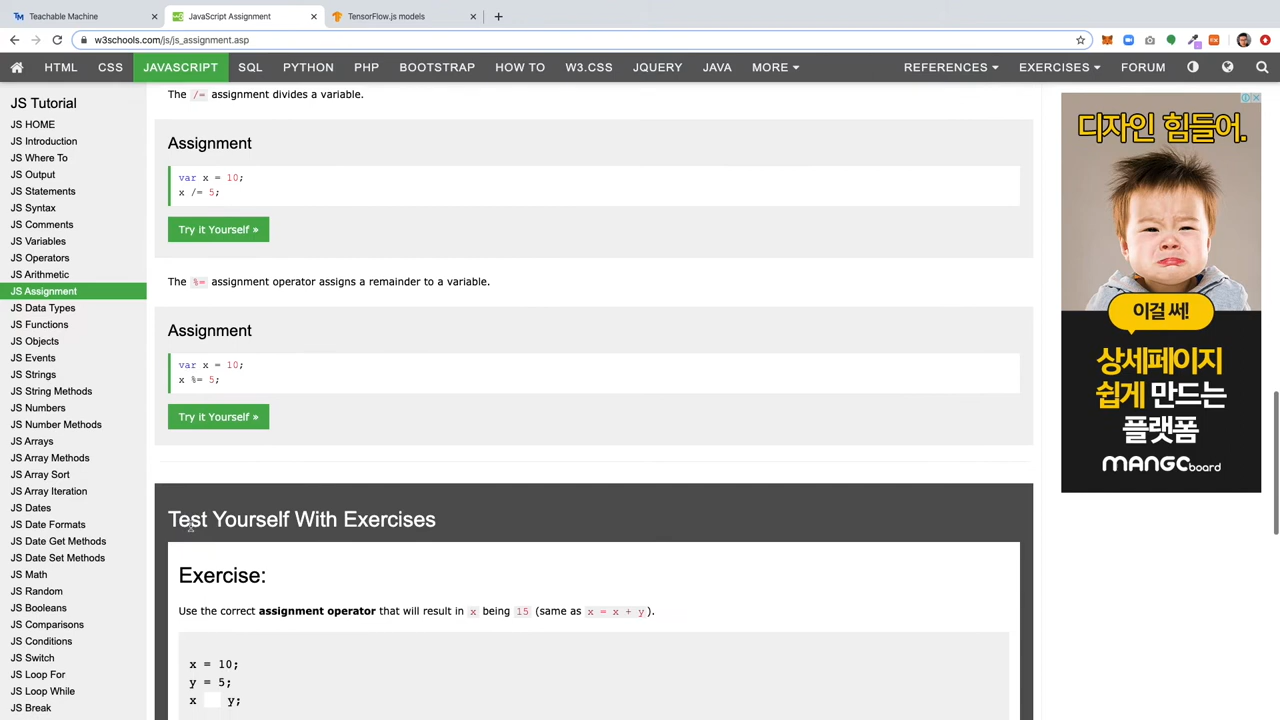 Teachable Machine
JavaScript Assignment
TensorFlow.js models
w3schools.com/js/js_assignment.asp
HTML CSS JAVASCRIPT SQL PYTHON PHP BOOTSTRAP HOW TO W3.CSS JQUERY JAVA MORE REFERENCES EXERCISES FORUM
JS Tutorial
JS HOME
JS Introduction
JS Where To
JS Output
JS Statements
JS Syntax
JS Comments
JS Variables
JS Operators
JS Arithmetic
JS Assignment
JS Data Types
JS Functions
JS Objects
JS Events
JS Strings
JS String Methods
JS Numbers
JS Number Methods
JS Arrays
JS Array Methods
JS Array Sort
JS Array Iteration
JS Dates
JS Date Formats
JS Date Get Methods
JS Date Set Methods
JS Math
JS Random
JS Booleans
JS Comparisons
JS Conditions
JS Switch
JS Loop For
JS Loop While
JS Break
The /= assignment divides a variable.
Assignment
var x = 10;
x /= 5;
Try it Yourself »
The %= assignment operator assigns a remainder to a variable.
Assignment
var x = 10;
x %= 5;
Try it Yourself »
Test Yourself With Exercises
Exercise:
Use the correct assignment operator that will result in x being 15 (same as x = x + y).
x = 10;
y = 5;
x y;
디자인 힘들어.
이걸 써!
상세페이지
쉽게 만드는
플랫폼
MANGCboard